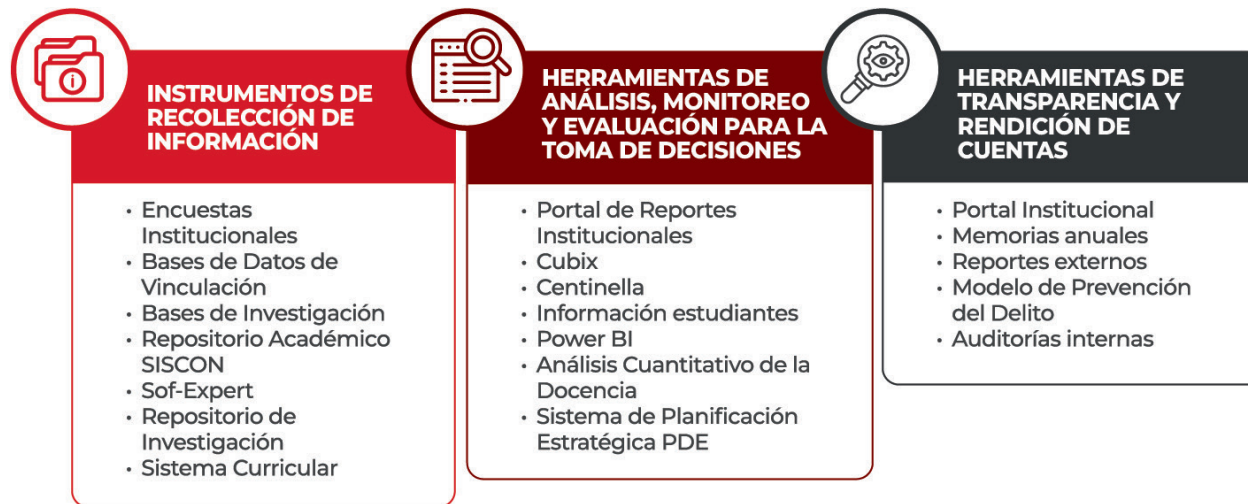 INSTRUMENTOS DE
RECOLECCIÓN DE
INFORMACIÓN
• Encuestas
Institucionales
• Bases de Datos de
Vinculación
• Bases de Investigación
• Repositorio Académico
SISCON
• Sof-Expert
• Repositorio de
Investigación
• Sistema Curricular
HERRAMIENTAS DE
ANÁLISIS, MONITOREO
Y EVALUACIÓN PARA LA
TOMA DE DECISIONES
• Portal de Reportes
Institucionales
• Cubix
• Centinella
• Información estudiantes
• Power BI
• Análisis Cuantitativo de la
Docencia
• Sistema de Planificación
Estratégica PDE
HERRAMIENTAS DE
TRANSPARENCIA Y
RENDICIÓN DE
CUENTAS
• Portal Institucional
• Memorias anuales
• Reportes externos
• Modelo de Prevención
del Delito
• Auditorías internas